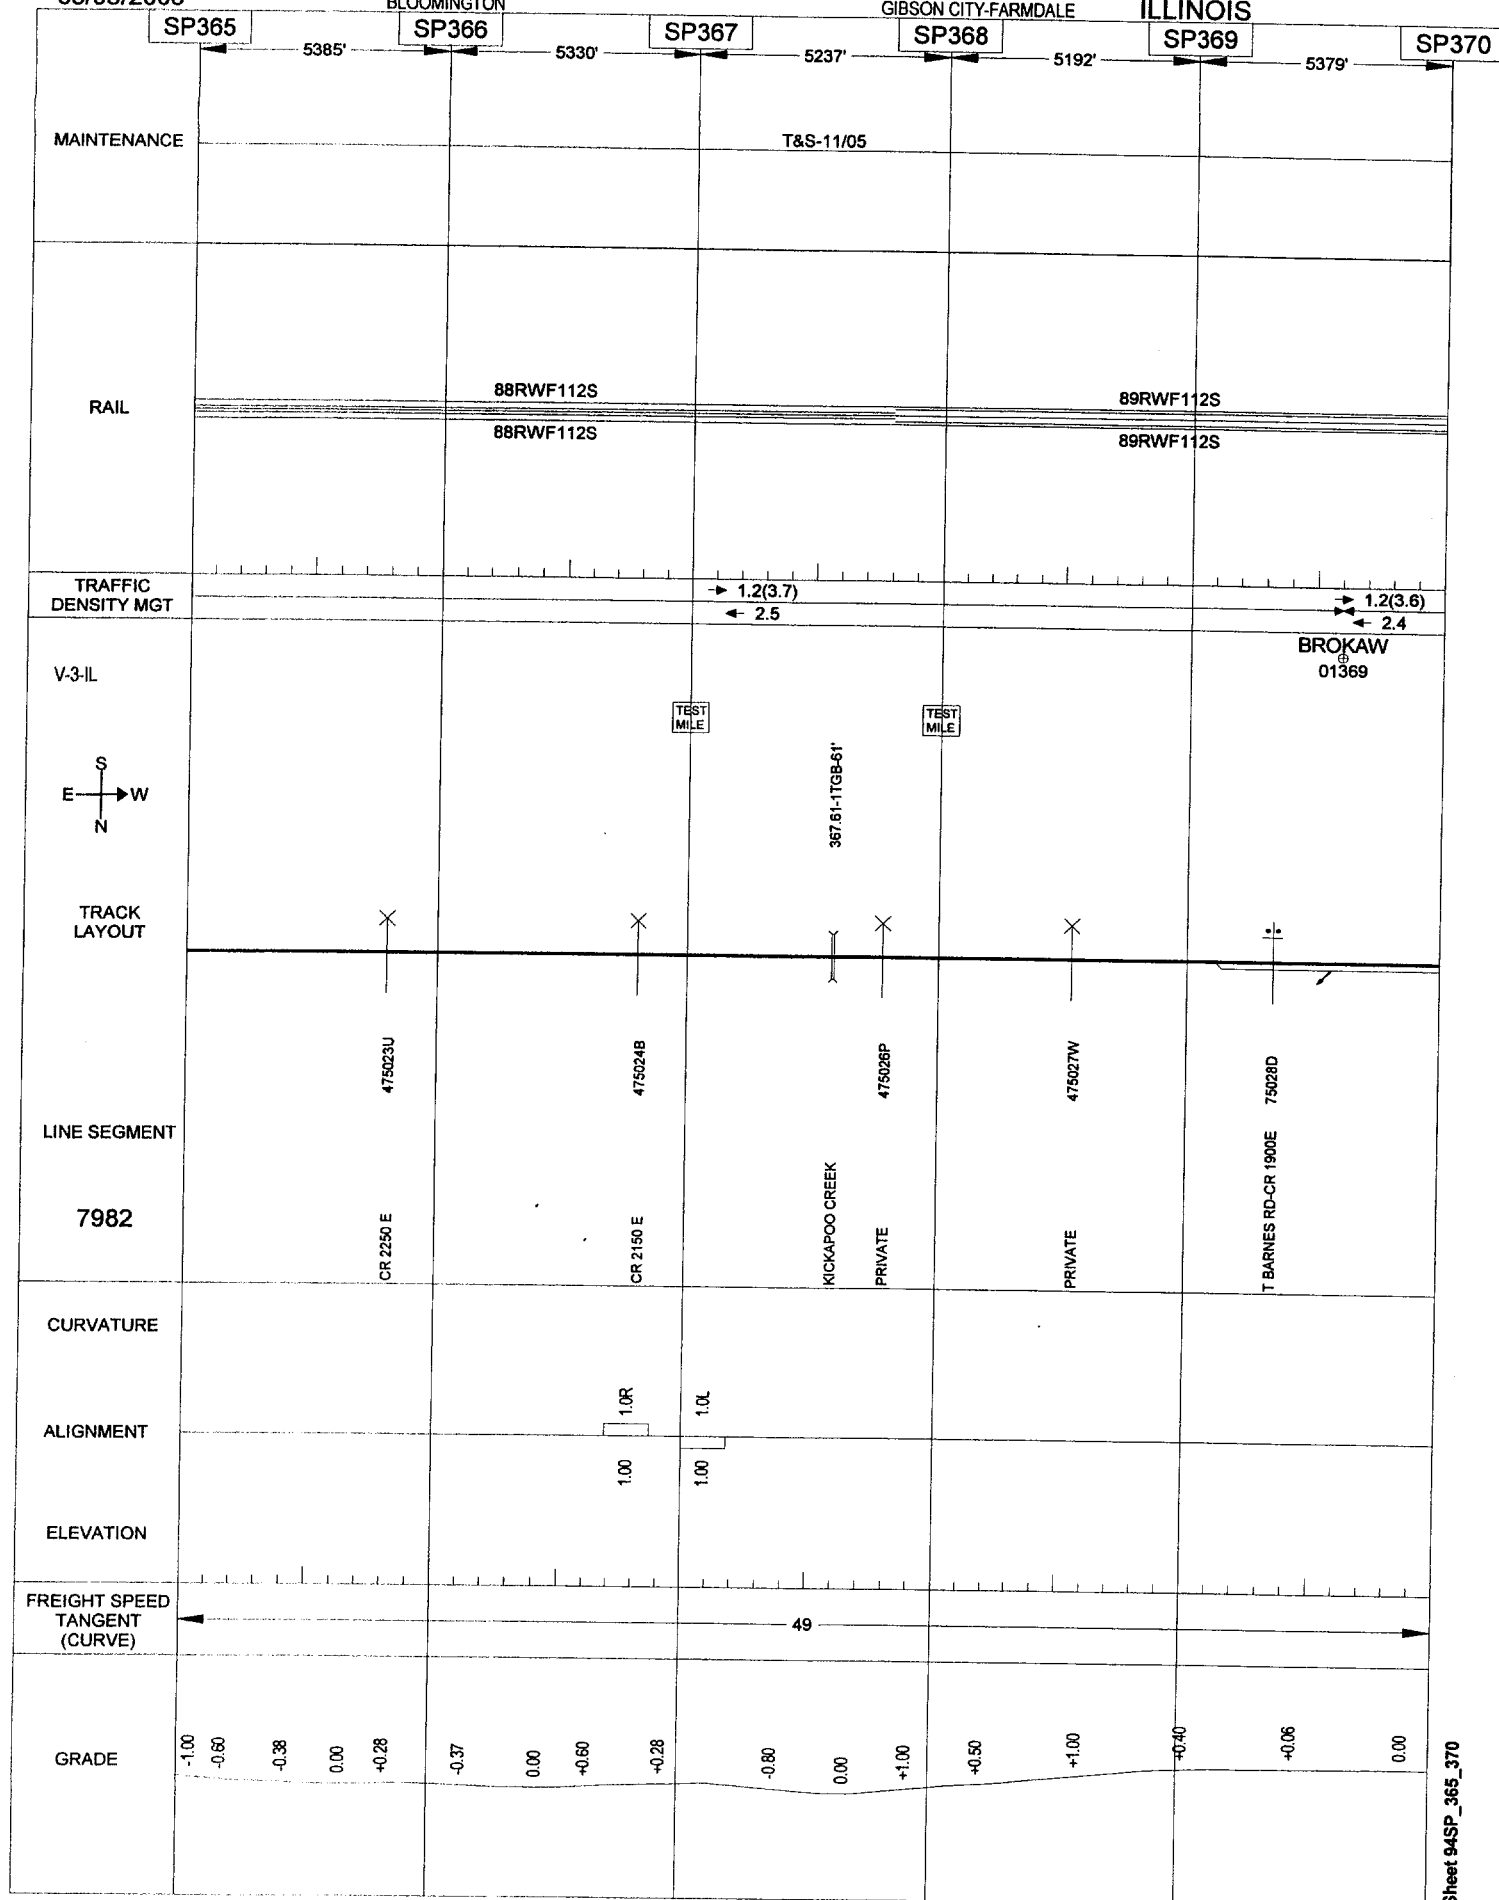 BLOOMINGTON
GIBSON CITY-FARMDALE
ILLINOIS
SP365
SP366
SP367
SP368
SP369
SP370
5385'
5330'
5237'
5192'
5379'
MAINTENANCE
T&S-11/05
RAIL
88RWF112S
89RWF112S
88RWF112S
89RWF112S
TRAFFIC
DENSITY MGT
1.2(3.7)
2.5
1.2(3.6)
2.4
BROKAW
01369
V-3-IL
TEST
MILE
TEST
MILE
S
E
W
N
367.61-1TGB-61'
TRACK
LAYOUT
475023U
475024B
475026P
475027W
75028D
LINE SEGMENT
7982
CR 2250 E
CR 2150 E
KICKAPOO CREEK
PRIVATE
PRIVATE
T BARNES RD-CR 1900E
CURVATURE
1.0R
1.0L
ALIGNMENT
1.00
1.00
ELEVATION
FREIGHT SPEED
TANGENT
(CURVE)
49
GRADE
-1.00
-0.60
-0.38
0.00
+0.28
-0.37
0.00
+0.60
+0.28
-0.80
0.00
+1.00
+0.50
+1.00
+0.40
+0.06
0.00
Sheet 94SP_365_370